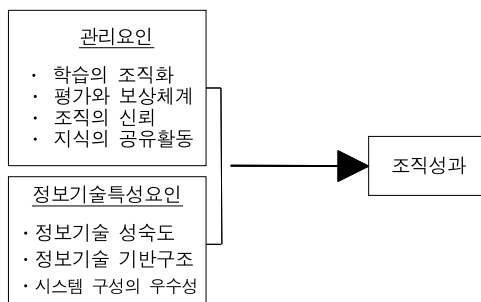 관리요인
· 학습의 조직화
· 평가와 보상체계
· 조직의 신뢰
· 지식의 공유활동
정보기술특성요인
· 정보기술 성숙도
· 정보기술 기반구조
· 시스템 구성의 우수성
조직성과